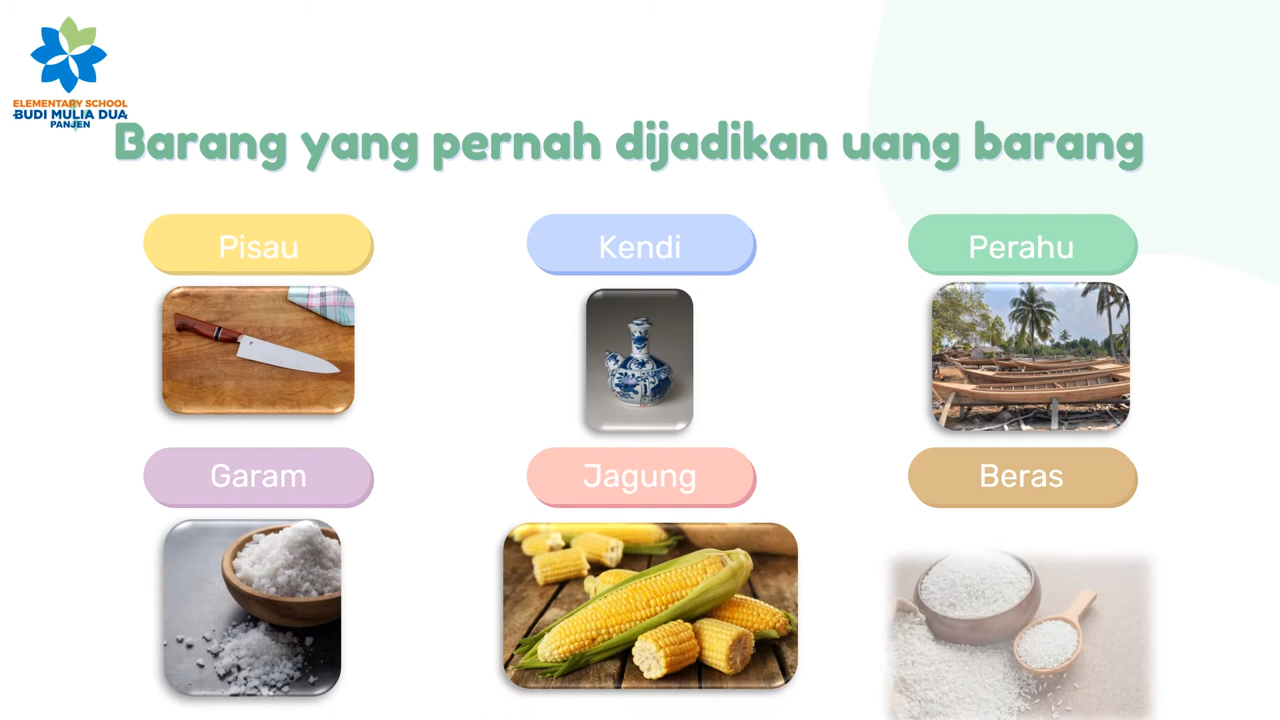 ELEMENTARY SCHOOL
BUDI MULIA DUA
PANJEN
Barang yang pernah dijadikan uang barang
Pisau
Kendi
Perahu
Garam
Jagung
Beras